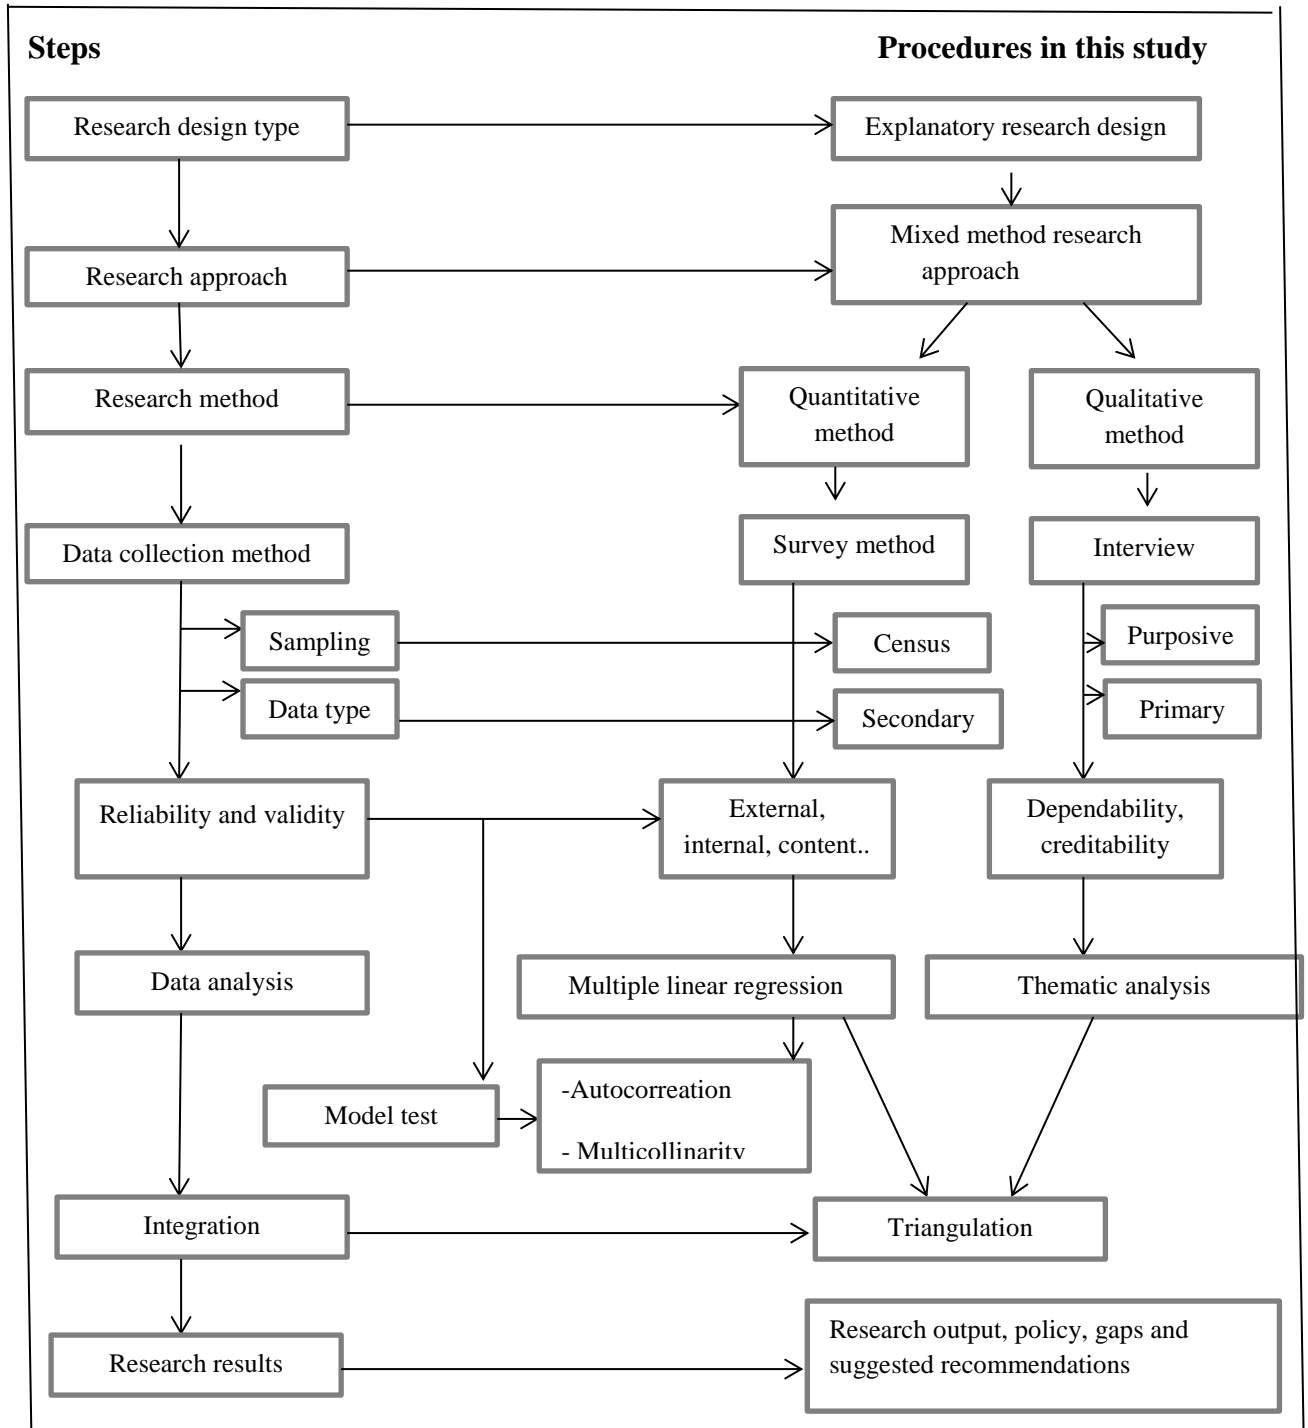 Steps
Procedures in this study
Research design type
Explanatory research design
Research approach
Mixed method research
approach
Research method
Quantitative
method
Qualitative
method
Data collection method
Survey method
Interview
Sampling
Census
Purposive
Data type
Secondary
Primary
Reliability and validity
External,
internal, content..
Dependability,
creditability
Data analysis
Multiple linear regression
Thematic analysis
Model test
-Autocorreation
- Multicollinarity
Integration
Triangulation
Research results
Research output, policy, gaps and
suggested recommendations